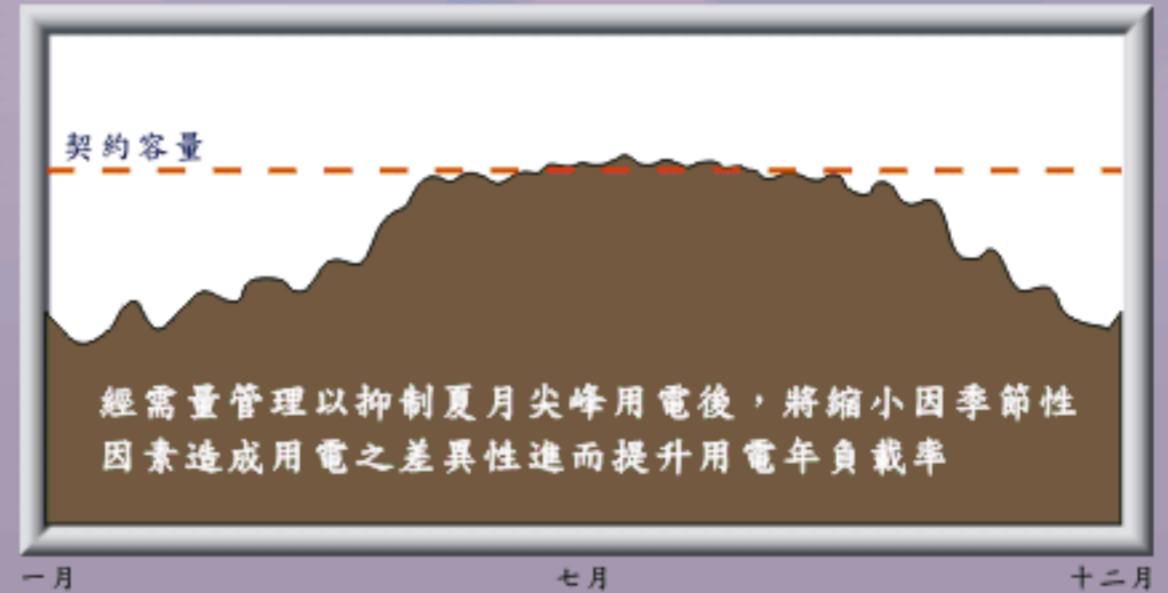 契約容量
經需量管理以抑制夏月尖峰用電後，將縮小因季節性
因素造成用電之差異性進而提升用電年負載率
一月
七月
十二月